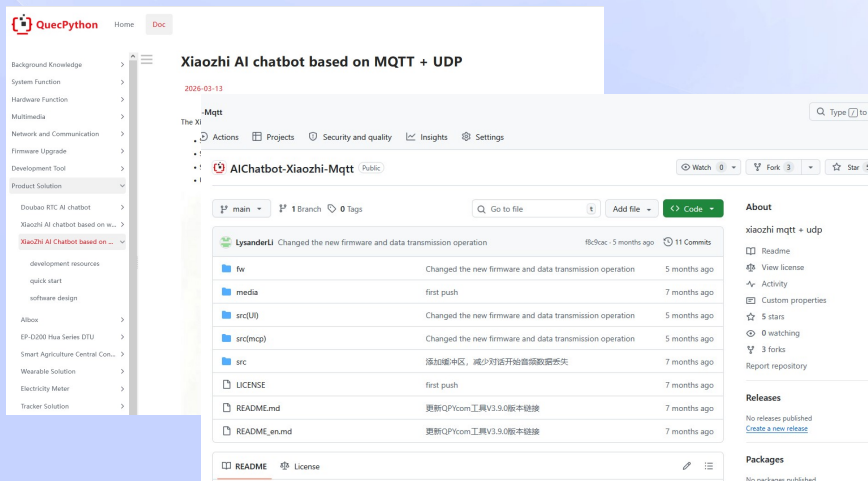 QuecPython
Home
Doc
Background Knowledge
System Function
Hardware Function
Multimedia
Network and Communication
Firmware Upgrade
Development Tool
Product Solution
Doubao RTC AI chatbot
Xiaozhi AI chatbot based on w...
XiaoZhi AI Chatbot based on ...
development resources
quick start
software design
AIbox
EP-D200 Hua Series DTU
Smart Agriculture Central Con...
Wearable Solution
Electricity Meter
Tracker Solution
Xiaozhi AI chatbot based on MQTT + UDP
2026-03-13
The Xi
-Mqtt
Type / to
Actions
Projects
Security and quality
Insights
Settings
AIChatbot-Xiaozhi-Mqtt Public
Watch 0
Fork 3
Star 5
main
1 Branch
0 Tags
Go to file t
Add file
Code
LysanderLi Changed the new firmware and data transmission operation f8c9cac · 5 months ago 11 Commits
fw Changed the new firmware and data transmission operation 5 months ago
media first push 7 months ago
src(UI) Changed the new firmware and data transmission operation 5 months ago
src(mcp) Changed the new firmware and data transmission operation 5 months ago
src 添加缓冲区，减少对话开始音频数据丢失 7 months ago
LICENSE first push 7 months ago
README.md 更新QPYcom工具V3.9.0版本链接 7 months ago
README_en.md 更新QPYcom工具V3.9.0版本链接 7 months ago
README
License
About
xiaozhi mqtt + udp
Readme
View license
Activity
Custom properties
5 stars
0 watching
3 forks
Report repository
Releases
No releases published
Create a new release
Packages
No packages published